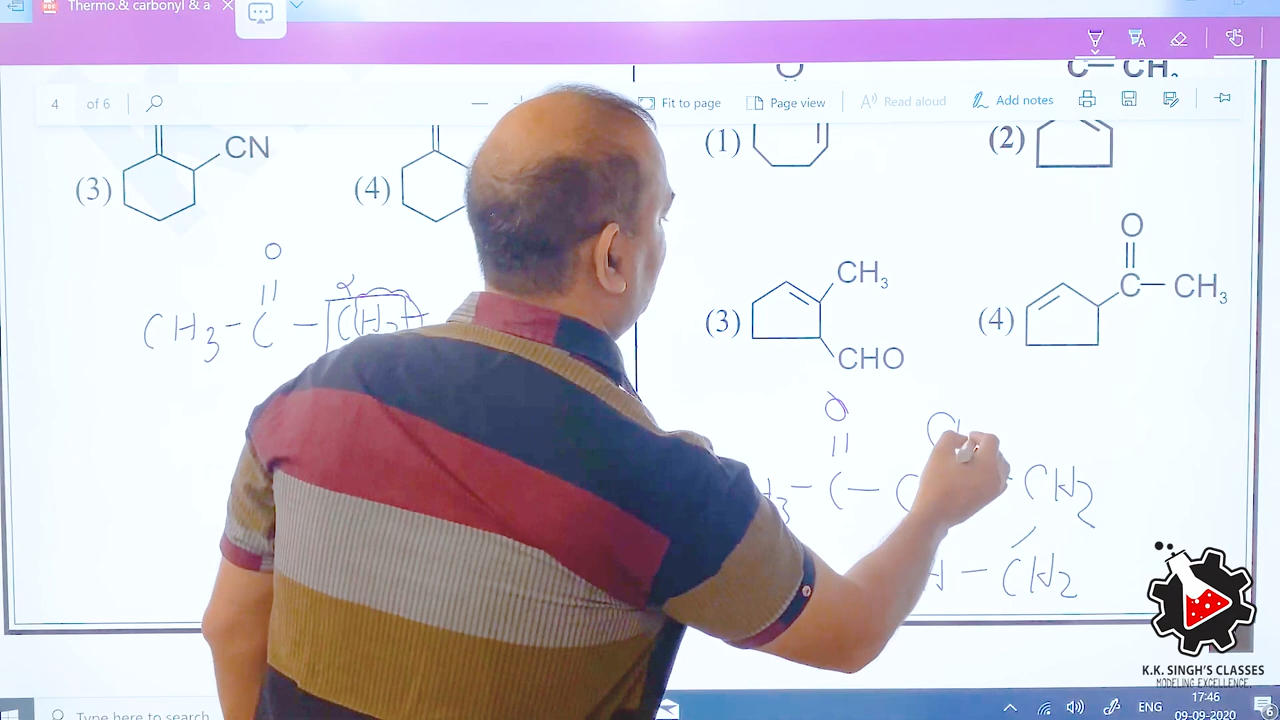 Thermo.& carbonyl & a
4 of 6
Fit to page
Page view
Read aloud
Add notes
(3)
CN
(4)
(1)
(2)
(3)
CH3
CHO
(4)
O
C
CH3
O
CH3 - C -
α
O
C
CH2
CH2
K.K. SINGH'S CLASSES
MODELING EXCELLENCE.
Type here to search
ENG
17:46
09-09-2020
6